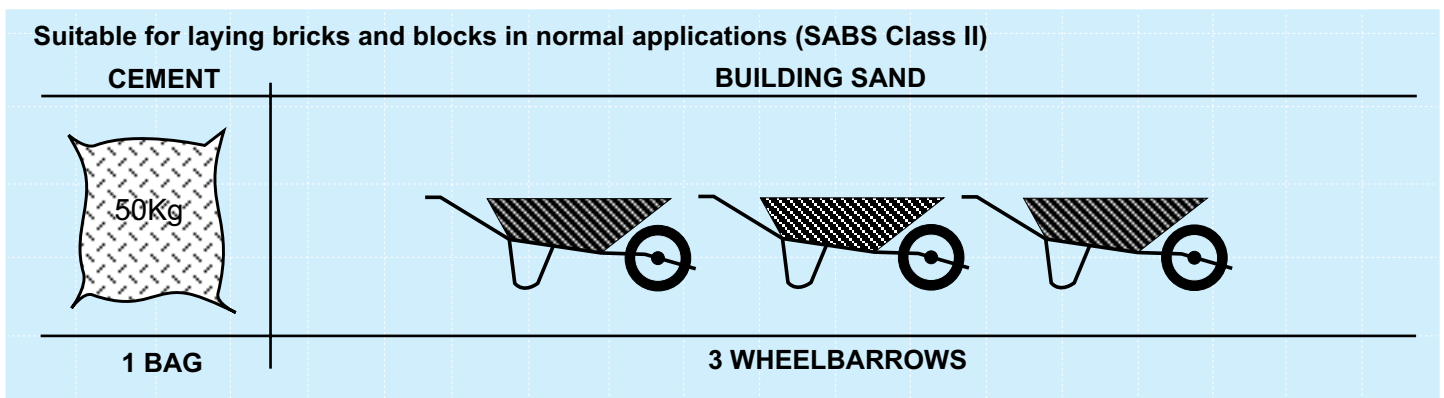 Suitable for laying bricks and blocks in normal applications (SABS Class II)
CEMENT BUILDING SAND
50Kg
1 BAG 3 WHEELBARROWS